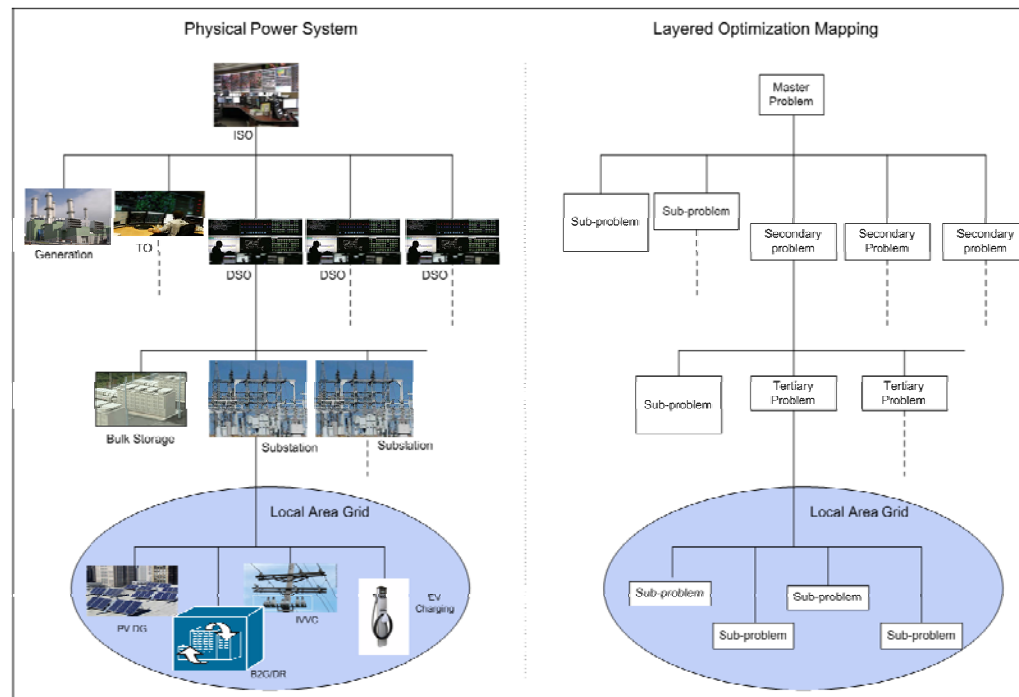 Physical Power System
ISO
Generation
TO
DSO
DSO
DSO
Bulk Storage
Substation
Substation
Local Area Grid
PV DG
B2G/DR
IVVC
EV
Charging
Layered Optimization Mapping
Master
Problem
Sub-problem
Sub-problem
Secondary
problem
Secondary
Problem
Secondary
problem
Sub-problem
Tertiary
Problem
Tertiary
Problem
Local Area Grid
Sub-problem
Sub-problem
Sub-problem
Sub-problem